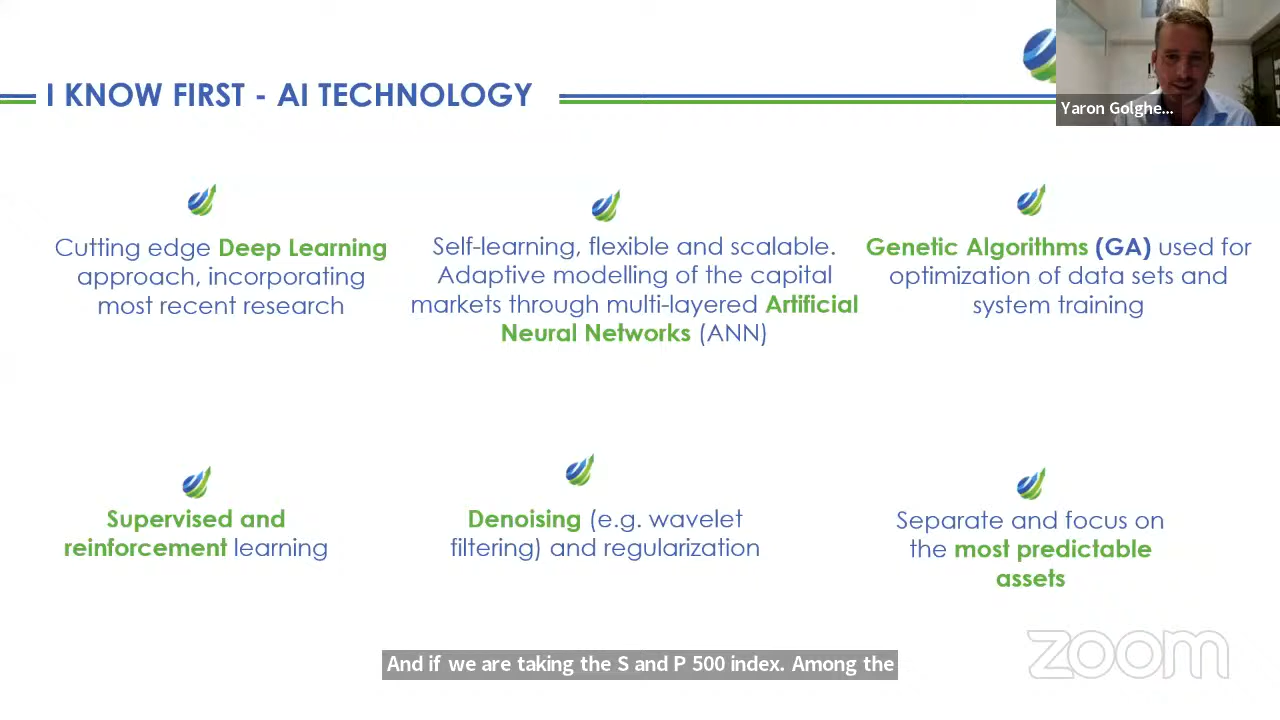 I KNOW FIRST - AI TECHNOLOGY
Yaron Golghe...
Cutting edge Deep Learning
approach, incorporating
most recent research
Self-learning, flexible and scalable.
Adaptive modelling of the capital
markets through multi-layered Artificial
Neural Networks (ANN)
Genetic Algorithms (GA) used for
optimization of data sets and
system training
Supervised and
reinforcement learning
Denoising (e.g. wavelet
filtering) and regularization
Separate and focus on
the most predictable
assets
And if we are taking the S and P 500 index. Among the
zoom